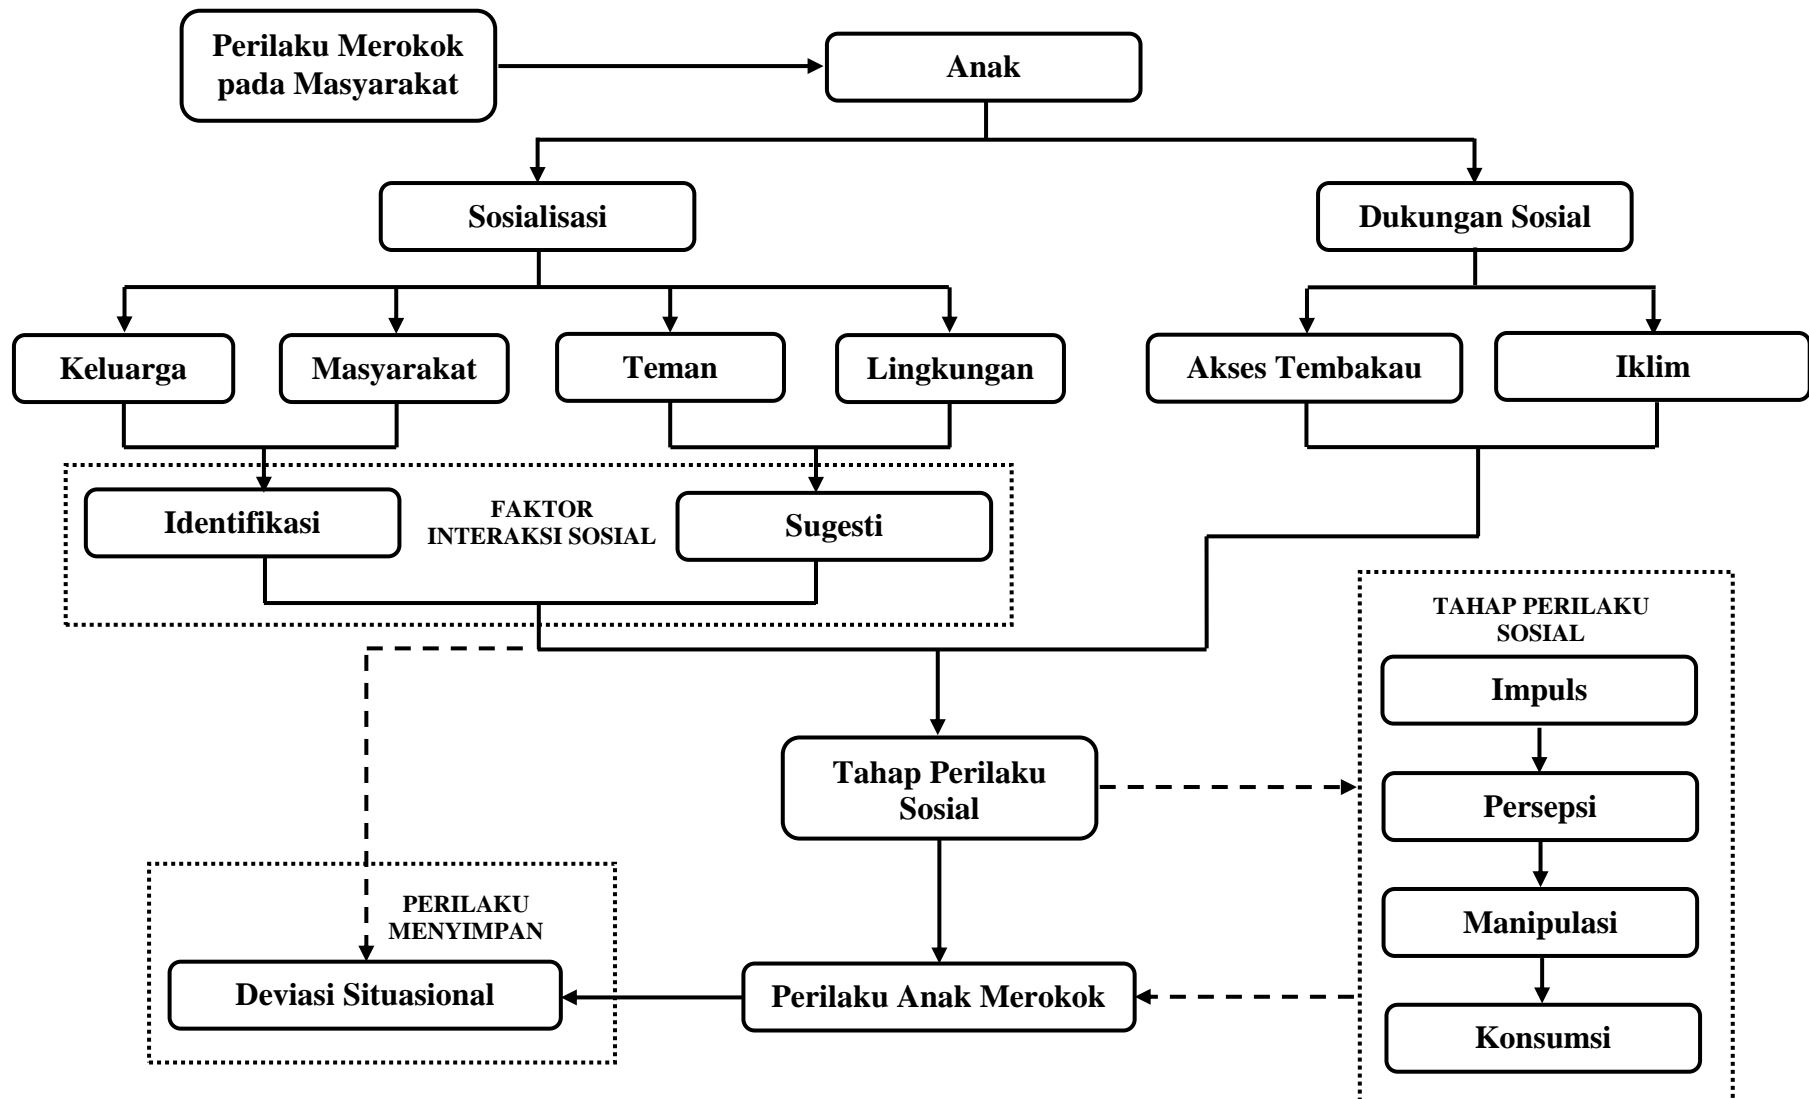 Perilaku Merokok
pada Masyarakat
Anak
Sosialisasi
Dukungan Sosial
Keluarga
Masyarakat
Teman
Lingkungan
Akses Tembakau
Iklim
Identifikasi
FAKTOR
INTERAKSI SOSIAL
Sugesti
TAHAP PERILAKU
SOSIAL
Impuls
Tahap Perilaku
Sosial
Persepsi
PERILAKU
MENYIMPAN
Manipulasi
Deviasi Situasional
Perilaku Anak Merokok
Konsumsi